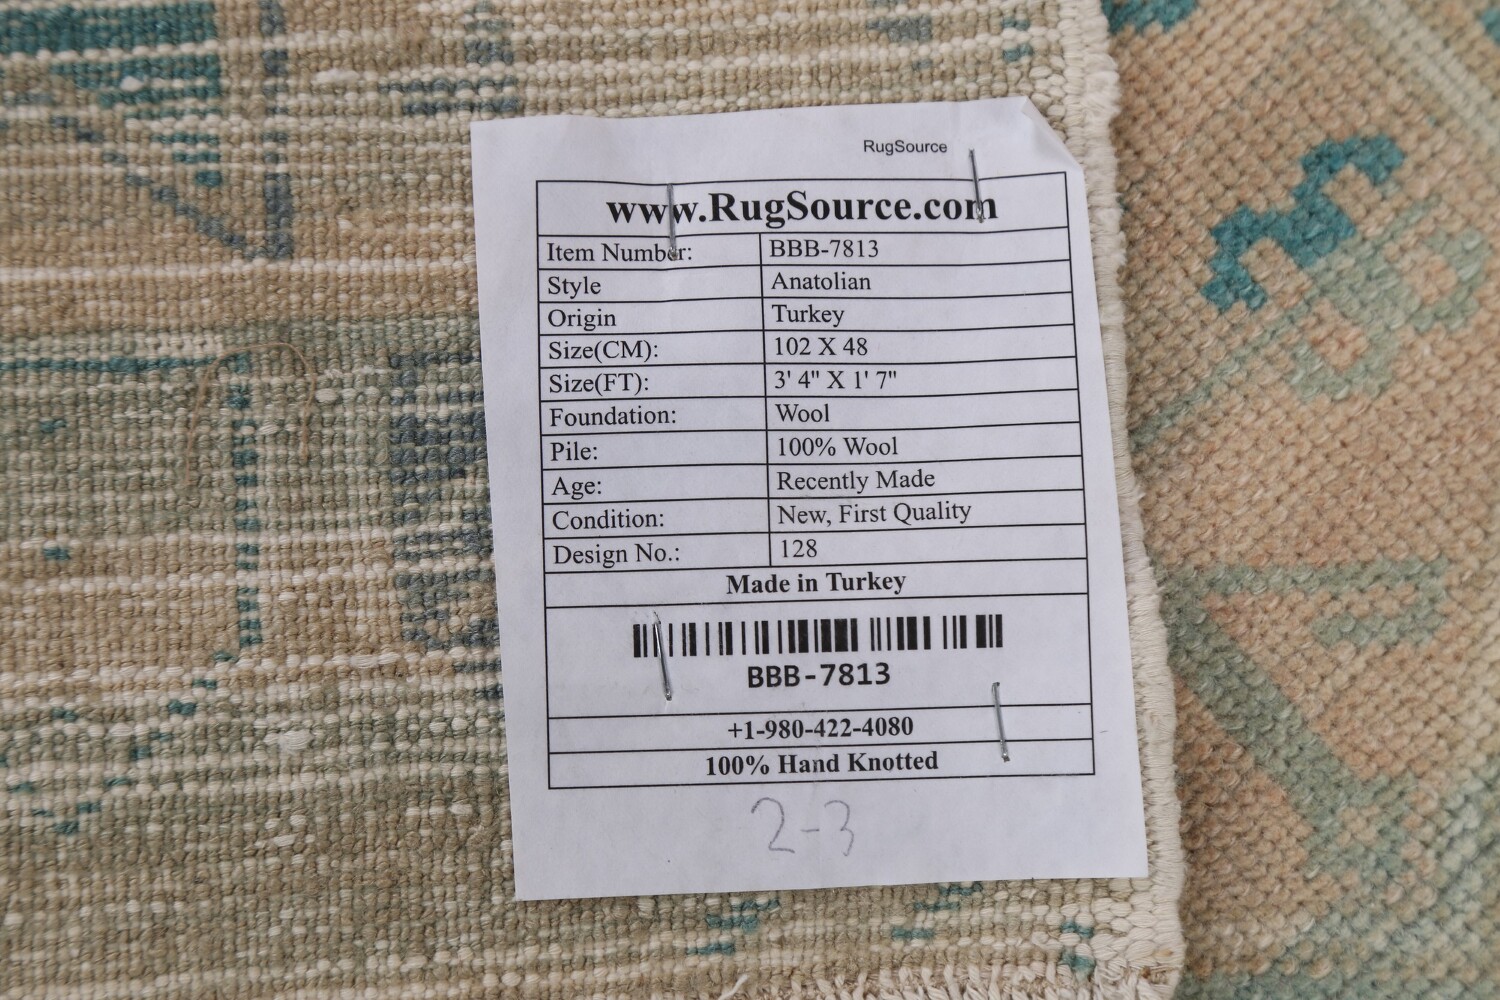 RugSource
www.RugSource.com
Item Number: BBB-7813
Style Anatolian
Origin Turkey
Size(CM): 102 X 48
Size(FT): 3' 4" X 1' 7"
Foundation: Wool
Pile: 100% Wool
Age: Recently Made
Condition: New, First Quality
Design No.: 128
Made in Turkey
BBB-7813
+1-980-422-4080
100% Hand Knotted
2-3